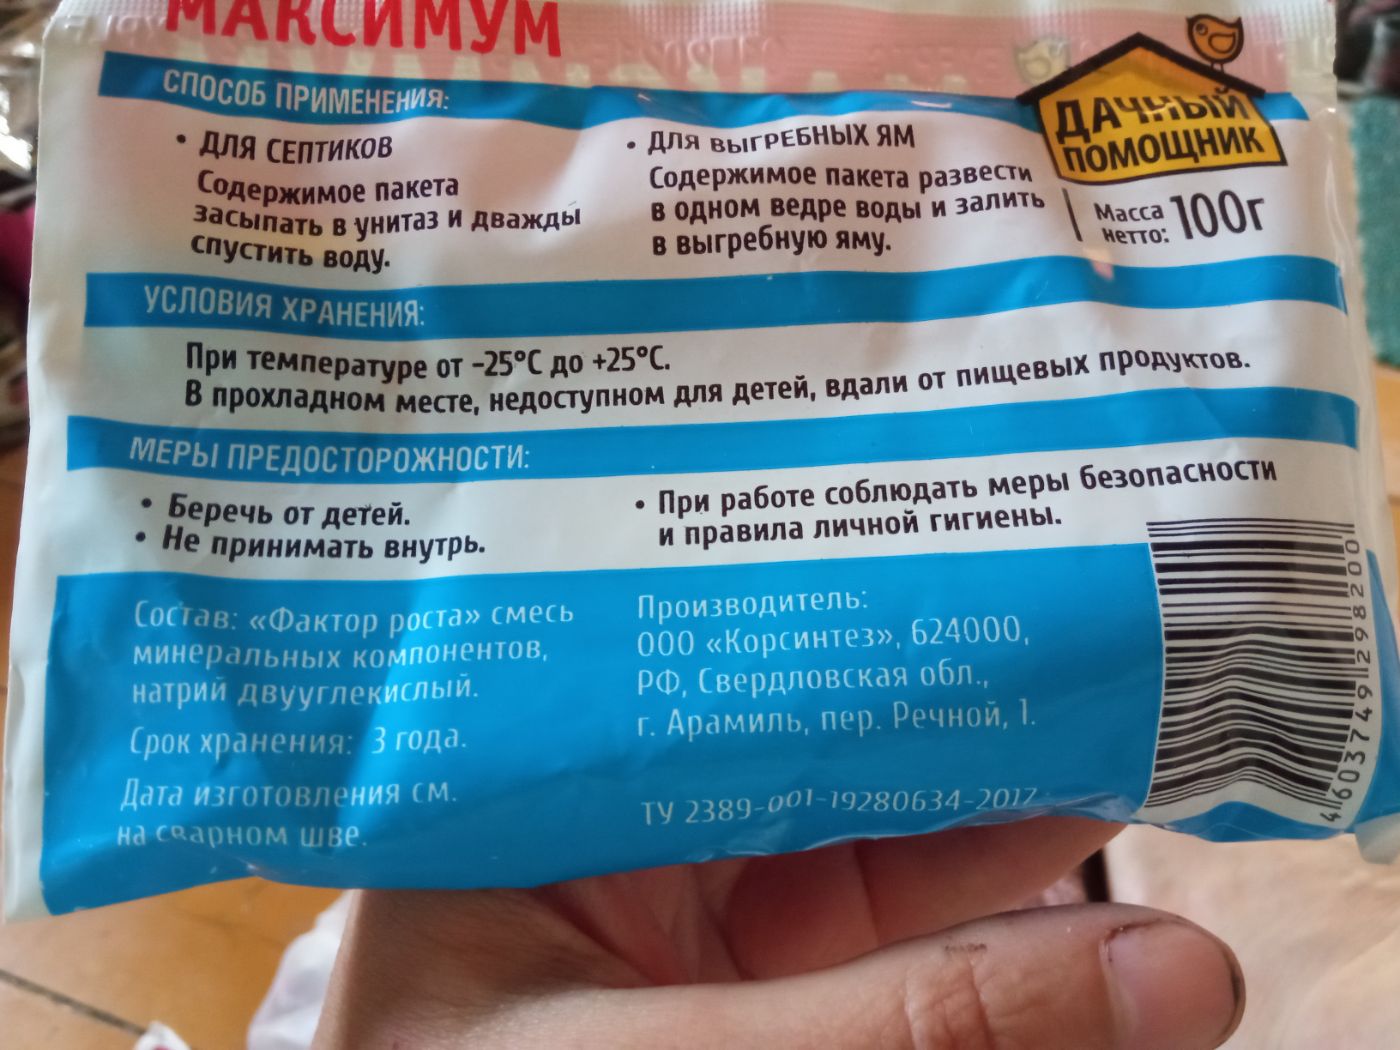 МАКСИМУМ
СПОСОБ ПРИМЕНЕНИЯ:
• ДЛЯ СЕПТИКОВ
Содержимое пакета
засыпать в унитаз и дважды
спустить воду.
• ДЛЯ ВЫГРЕБНЫХ ЯМ
Содержимое пакета развести
в одном ведре воды и залить
в выгребную яму.
ДАЧНЫЙ
ПОМОЩНИК
Масса
нетто: 100г
УСЛОВИЯ ХРАНЕНИЯ:
При температуре от -25°C до +25°C.
В прохладном месте, недоступном для детей, вдали от пищевых продуктов.
МЕРЫ ПРЕДОСТОРОЖНОСТИ:
• Беречь от детей.
• Не принимать внутрь.
• При работе соблюдать меры безопасности
и правила личной гигиены.
Состав: «Фактор роста» смесь
минеральных компонентов,
натрий двууглекислый.
Срок хранения: 3 года.
Дата изготовления см.
на сварном шве.
Производитель:
ООО «Корсинтез», 624000,
РФ, Свердловская обл.,
г. Арамиль, пер. Речной, 1.
ТУ 2389-001-19280634-2017
4603749298200